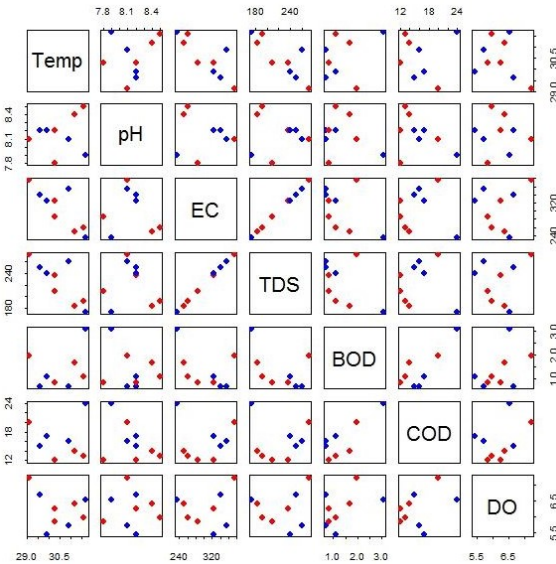 7.8 8.1 8.4 180 240 12 18 24
Temp
29.0 30.5
7.8 8.1 8.4
pH
EC
240 320
180 240
TDS
BOD
1.0 2.0 3.0
12 18 24
COD
DO
5.5 6.5
29.0 30.5 240 320 1.0 2.0 3.0 5.5 6.5